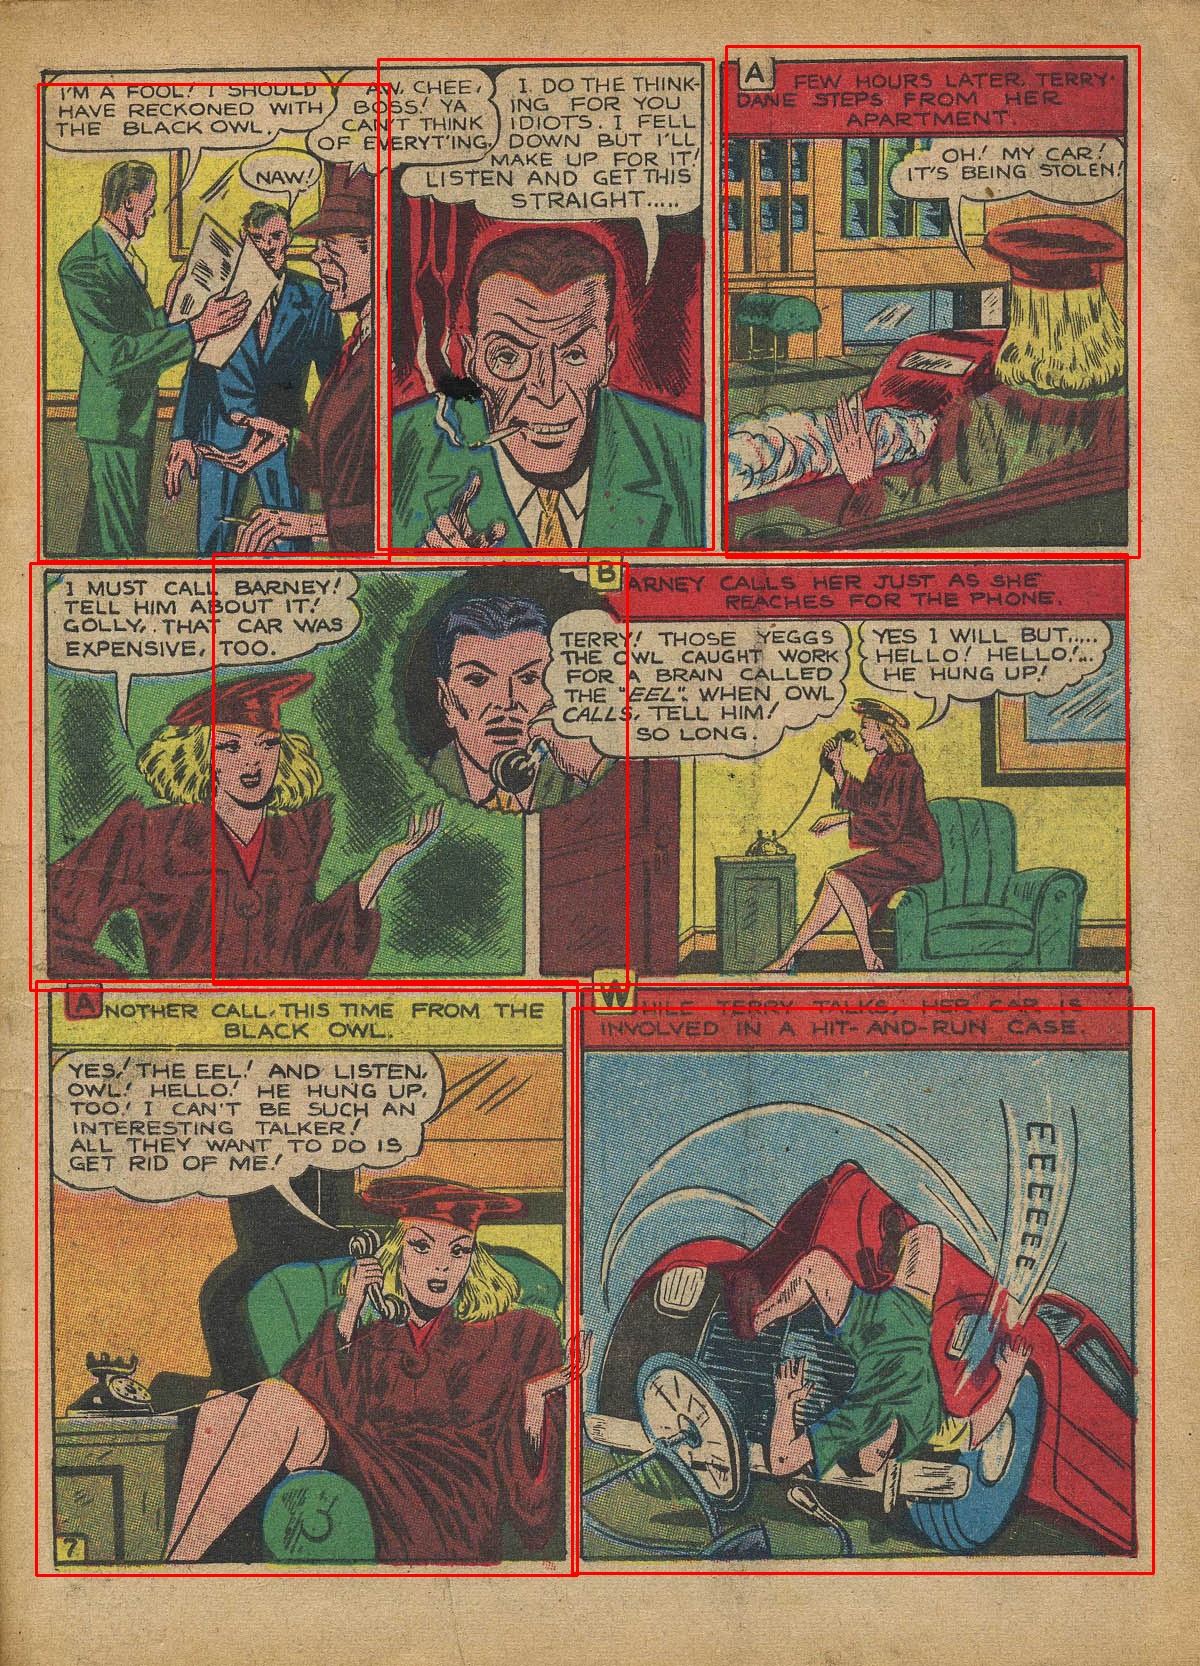 I'M A FOOL! I SHOULD
HAVE RECKONED WITH
THE BLACK OWL.
AW, CHEE,
BOSS! YA
CAN'T THINK
OF EVERYT'ING.
NAW!
I. DO THE THINK-
ING FOR YOU
IDIOTS. I FELL
DOWN BUT I'LL
MAKE UP FOR IT!
LISTEN AND GET THIS
STRAIGHT.....
A FEW HOURS LATER, TERRY
DANE STEPS FROM HER
APARTMENT.
OH! MY CAR!
IT'S BEING STOLEN!
I MUST CALL BARNEY!
TELL HIM ABOUT IT!
GOLLY, THAT CAR WAS
EXPENSIVE, TOO.
BARNEY CALLS HER JUST AS SHE
REACHES FOR THE PHONE.
TERRY! THOSE YEGGS
THE OWL CAUGHT WORK
FOR A BRAIN CALLED
THE "EEL". WHEN OWL
CALLS, TELL HIM!
SO LONG.
YES I WILL BUT.....
HELLO! HELLO!...
HE HUNG UP!
ANOTHER CALL, THIS TIME FROM THE
BLACK OWL.
YES! THE EEL! AND LISTEN,
OWL! HELLO! HE HUNG UP,
TOO! I CAN'T BE SUCH AN
INTERESTING TALKER!
ALL THEY WANT TO DO IS
GET RID OF ME!
7
WHILE TERRY TALKS, HER CAR IS
INVOLVED IN A HIT-AND-RUN CASE.
EEEEEE